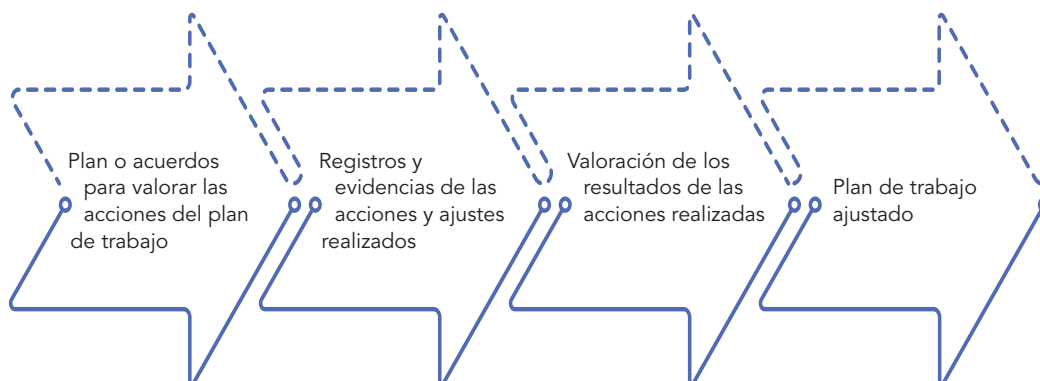 Plan o acuerdos
para valorar las
acciones del plan
de trabajo
Registros y
evidencias de las
acciones y ajustes
realizados
Valoración de los
resultados de las
acciones realizadas
Plan de trabajo
ajustado